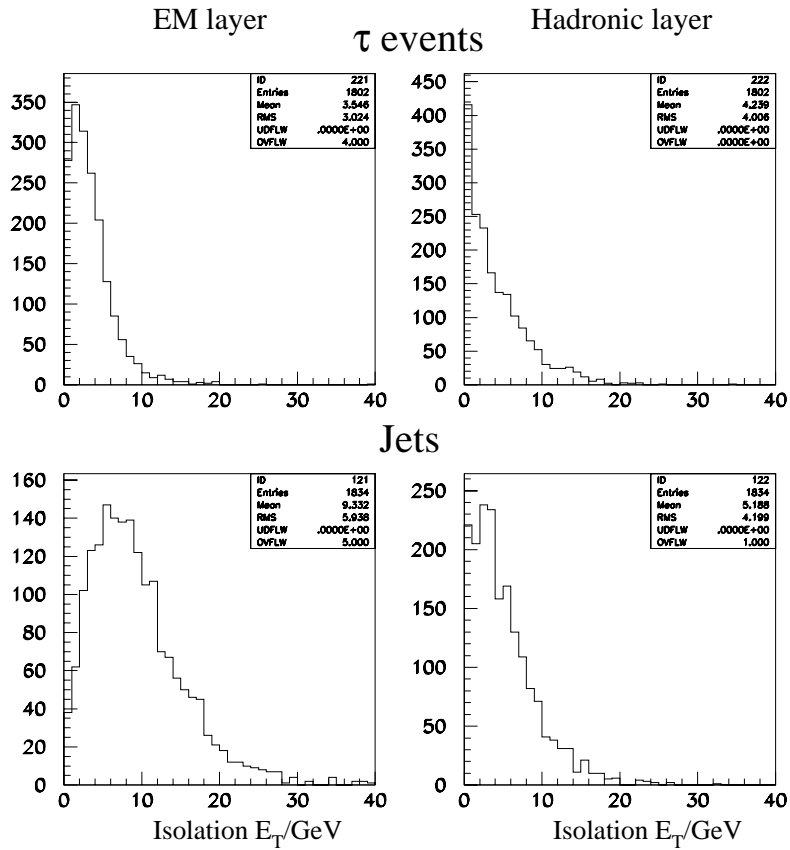 EM layer
Hadronic layer
τ events
ID 221
Entries 1802
Mean 3.546
RMS 3.024
UDFLW .0000E+00
OVFLW 4.000
350
300
250
200
150
100
50
0
0 10 20 30 40
ID 222
Entries 1802
Mean 4.239
RMS 4.006
UDFLW .0000E+00
OVFLW .0000E+00
450
400
350
300
250
200
150
100
50
0
0 10 20 30 40
Jets
ID 121
Entries 1834
Mean 9.332
RMS 5.938
UDFLW .0000E+00
OVFLW 5.000
160
140
120
100
80
60
40
20
0
0 10 20 30 40
Isolation E_T/GeV
ID 122
Entries 1834
Mean 5.188
RMS 4.199
UDFLW .0000E+00
OVFLW 1.000
250
200
150
100
50
0
0 10 20 30 40
Isolation E_T/GeV